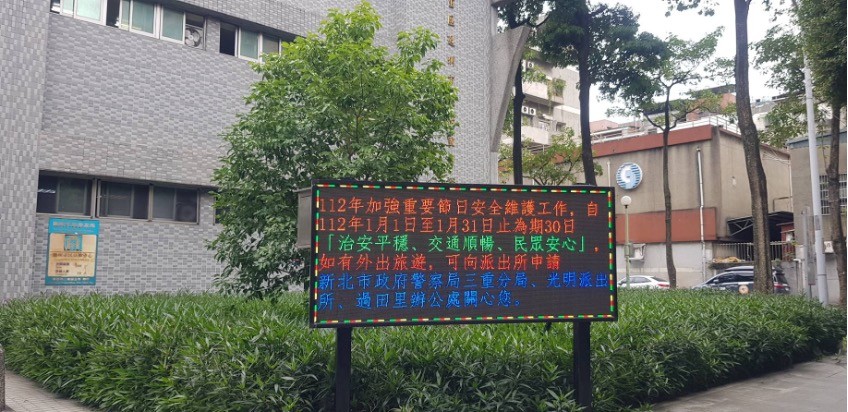 112年加強重要節日安全維護工作，自
112年1月1日至1月31日止為期30日
「治安平穩、交通順暢、民眾安心」，
如有外出旅遊，可向派出所申請
新北市政府警察局三重分局、光明派出
所、過田里辦公處關心您。